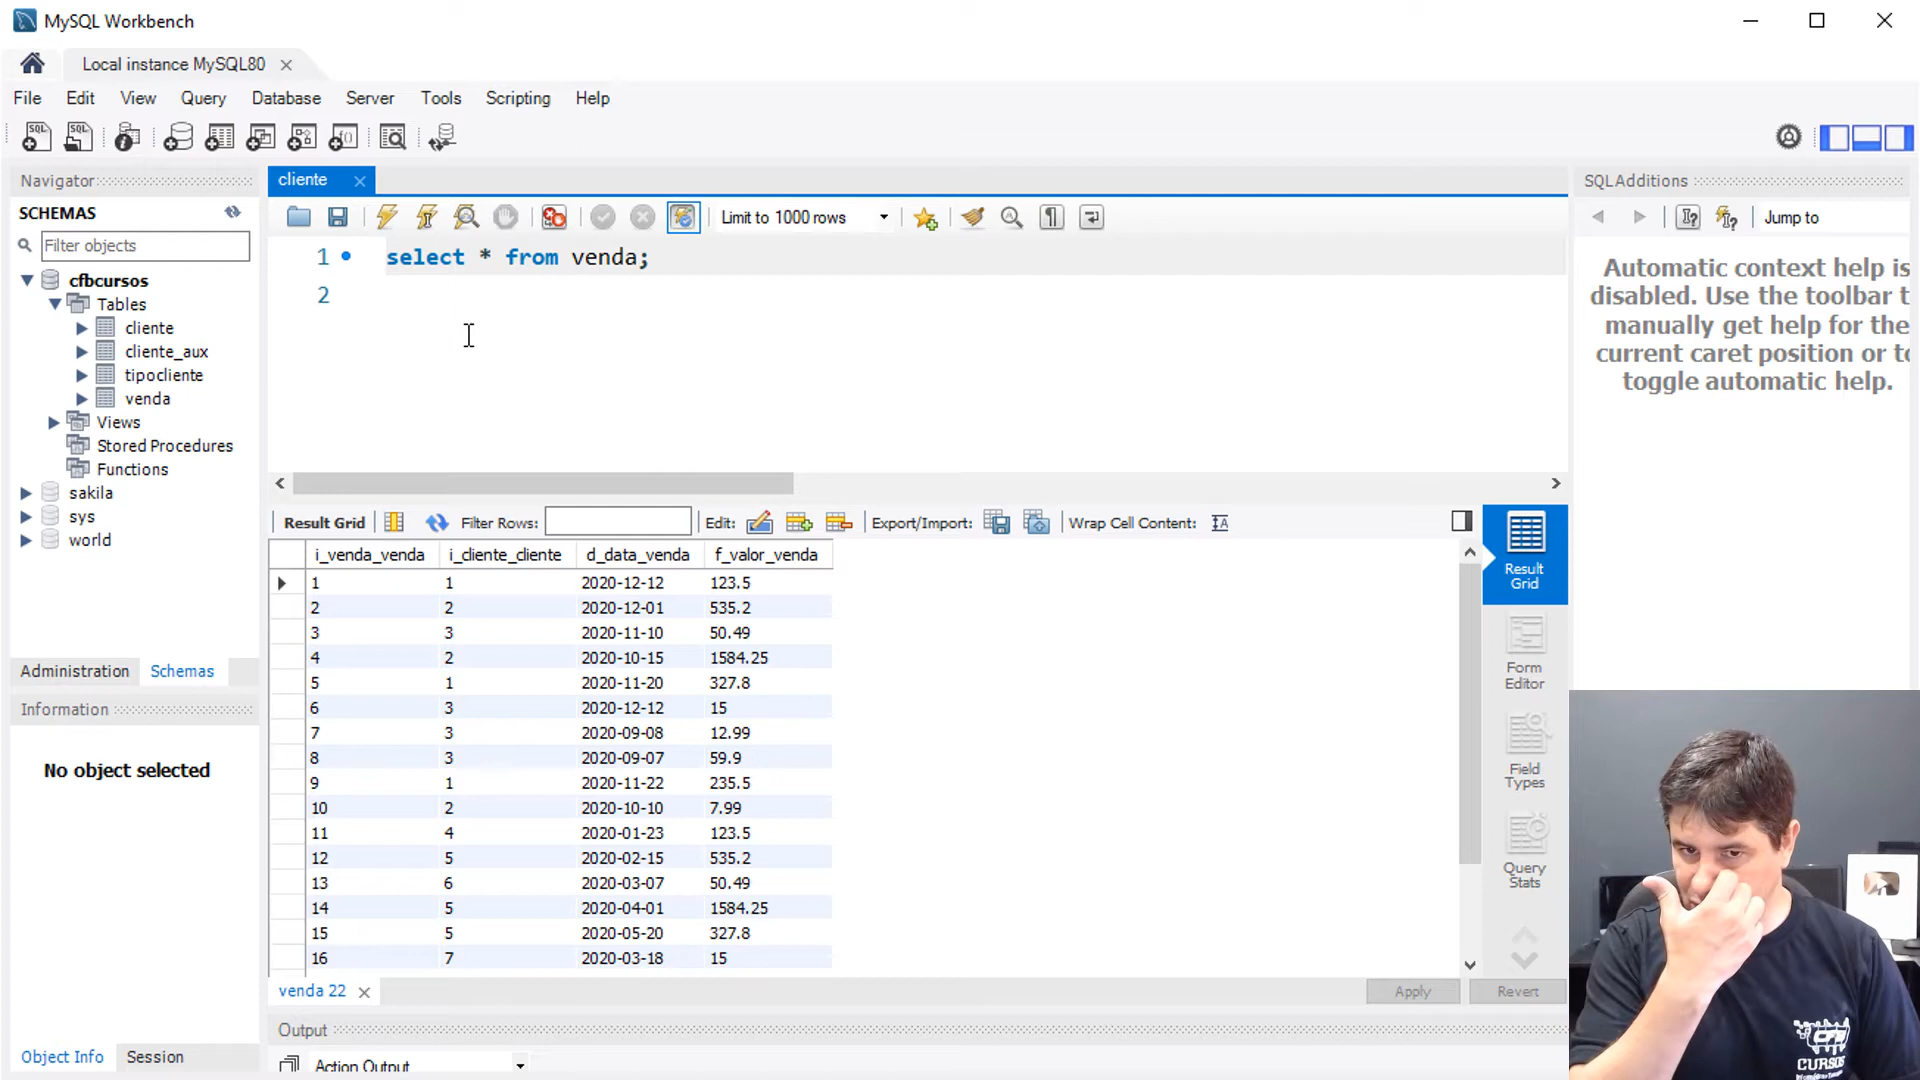 MySQL Workbench
Local instance MySQL80
File Edit View Query Database Server Tools Scripting Help
Navigator
SCHEMAS
Filter objects
cfbcursos
Tables
cliente
cliente_aux
tipocliente
venda
Views
Stored Procedures
Functions
sakila
sys
world
Administration Schemas
Information
No object selected
Object Info Session
cliente
Limit to 1000 rows
1 select * from venda;
2
Result Grid Filter Rows: Edit: Export/Import: Wrap Cell Content:
i_venda_venda i_cliente_cliente d_data_venda f_valor_venda
1 1 2020-12-12 123.5
2 2 2020-12-01 535.2
3 3 2020-11-10 50.49
4 2 2020-10-15 1584.25
5 1 2020-11-20 327.8
6 3 2020-12-12 15
7 3 2020-09-08 12.99
8 3 2020-09-07 59.9
9 1 2020-11-22 235.5
10 2 2020-10-10 7.99
11 4 2020-01-23 123.5
12 5 2020-02-15 535.2
13 6 2020-03-07 50.49
14 5 2020-04-01 1584.25
15 5 2020-05-20 327.8
16 7 2020-03-18 15
venda 22
Apply Revert
Output
Action Output
Result
Grid
Form
Editor
Field
Types
Query
Stats
SQLAdditions
Jump to
Automatic context help is
disabled. Use the toolbar t
manually get help for the
current caret position or to
toggle automatic help.
CFB
CURSOS